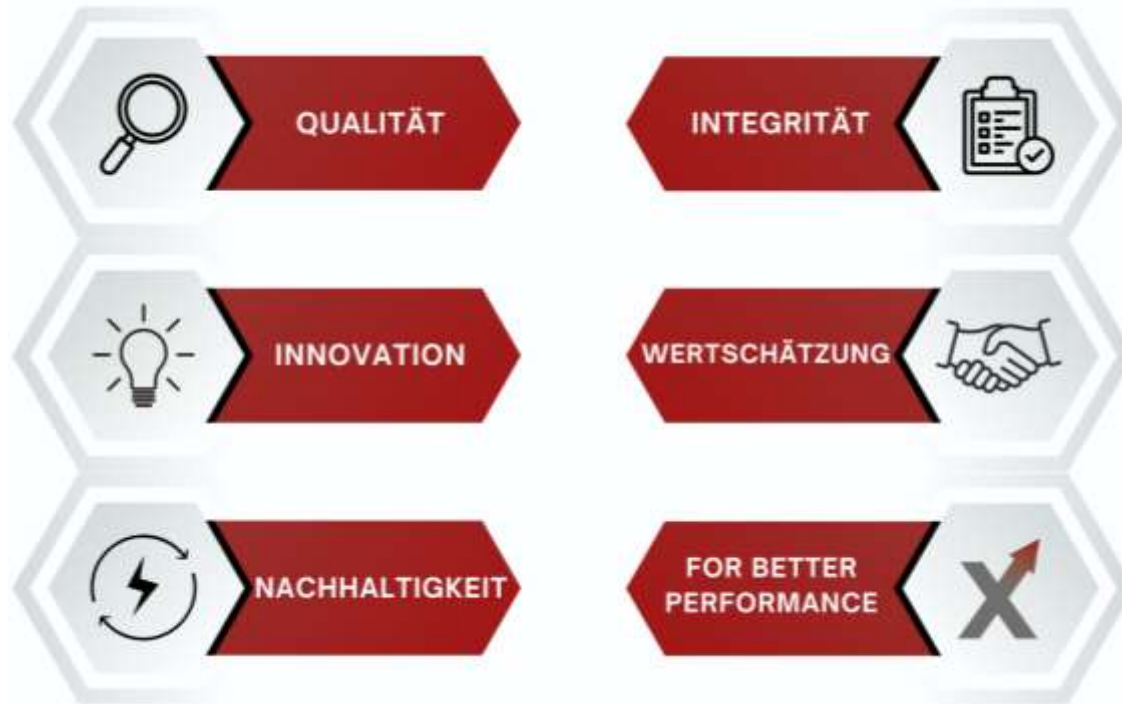 QUALITÄT
INTEGRITÄT
INNOVATION
WERTSCHÄTZUNG
NACHHALTIGKEIT
FOR BETTER
PERFORMANCE
X